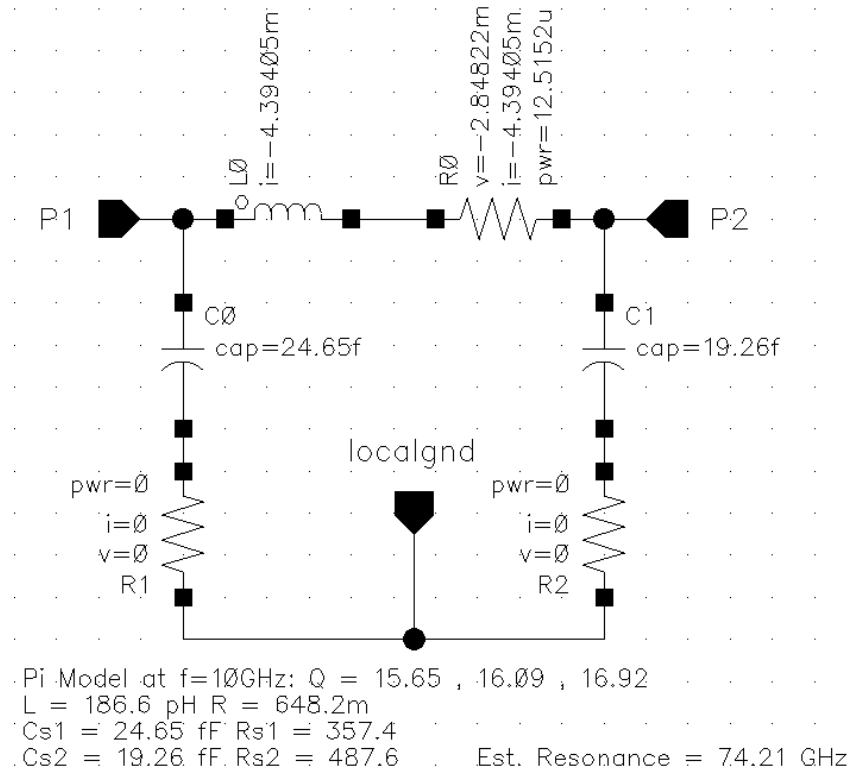 L0
i=-4.39405m
R0
v=-2.84822m
i=-4.39405m
pwr=12.5152u
P1
P2
C0
cap=24.65f
C1
cap=19.26f
localgnd
pwr=0
i=0
v=0
R1
pwr=0
i=0
v=0
R2
Pi Model at f=10GHz: Q = 15.65 , 16.09 , 16.92
L = 186.6 pH R = 648.2m
Cs1 = 24.65 fF Rs1 = 357.4
Cs2 = 19.26 fF Rs2 = 487.6 Est. Resonance = 74.21 GHz